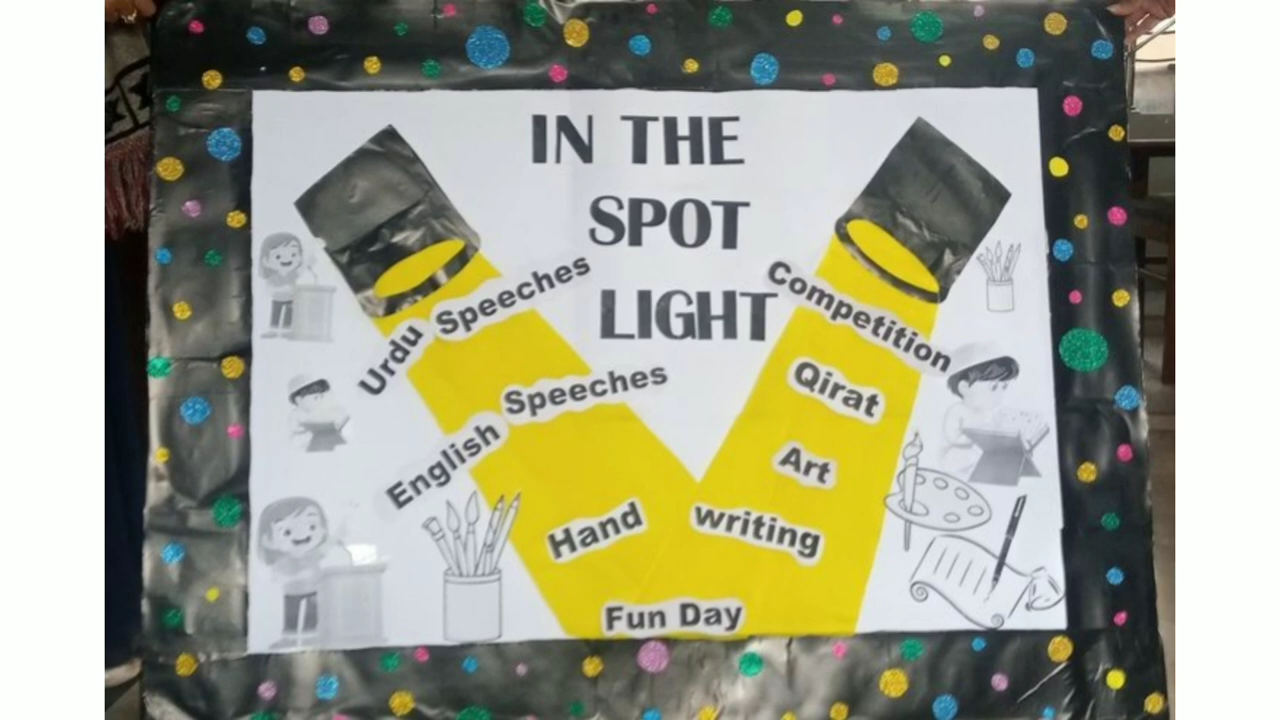 IN THE
SPOT
LIGHT
Urdu Speeches
English Speeches
Hand writing
Competition
Qirat
Art
Fun Day